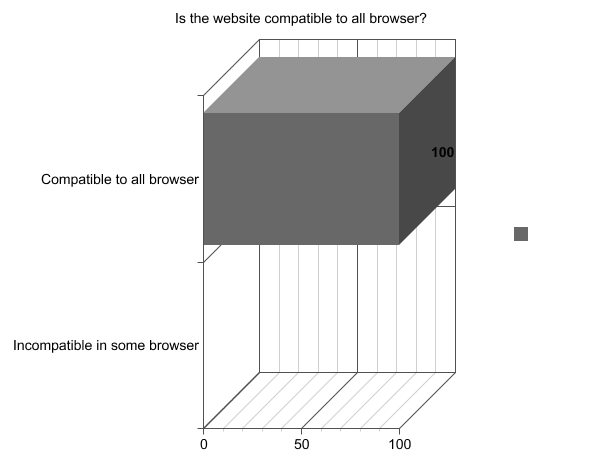 Is the website compatible to all browser?
100
Compatible to all browser
Incompatible in some browser
0 50 100